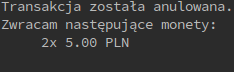 Transakcja została anulowana.
Zwracam następujące monety:
2x 5.00 PLN